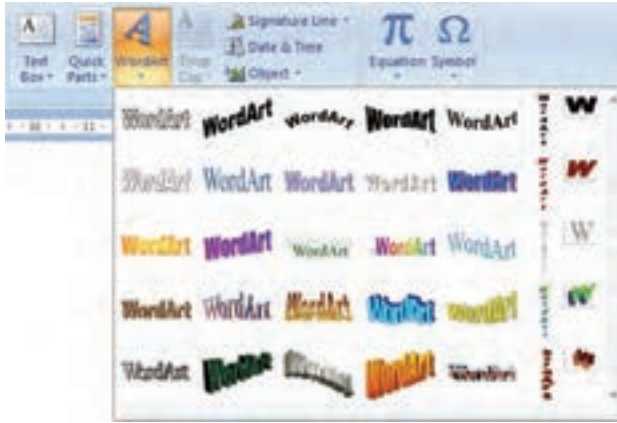 A A Signature Line
Text Box Quick Parts WordArt Drop Cap Date & Time Equation Symbol
Object
π Ω
10 11
WordArt WordArt WordArt WordArt WordArt W
WordArt WordArt WordArt WordArt WordArt W
WordArt WordArt WordArt WordArt WordArt W
WordArt WordArt WordArt WordArt WordArt W
WordArt WordArt WordArt WordArt WordArt